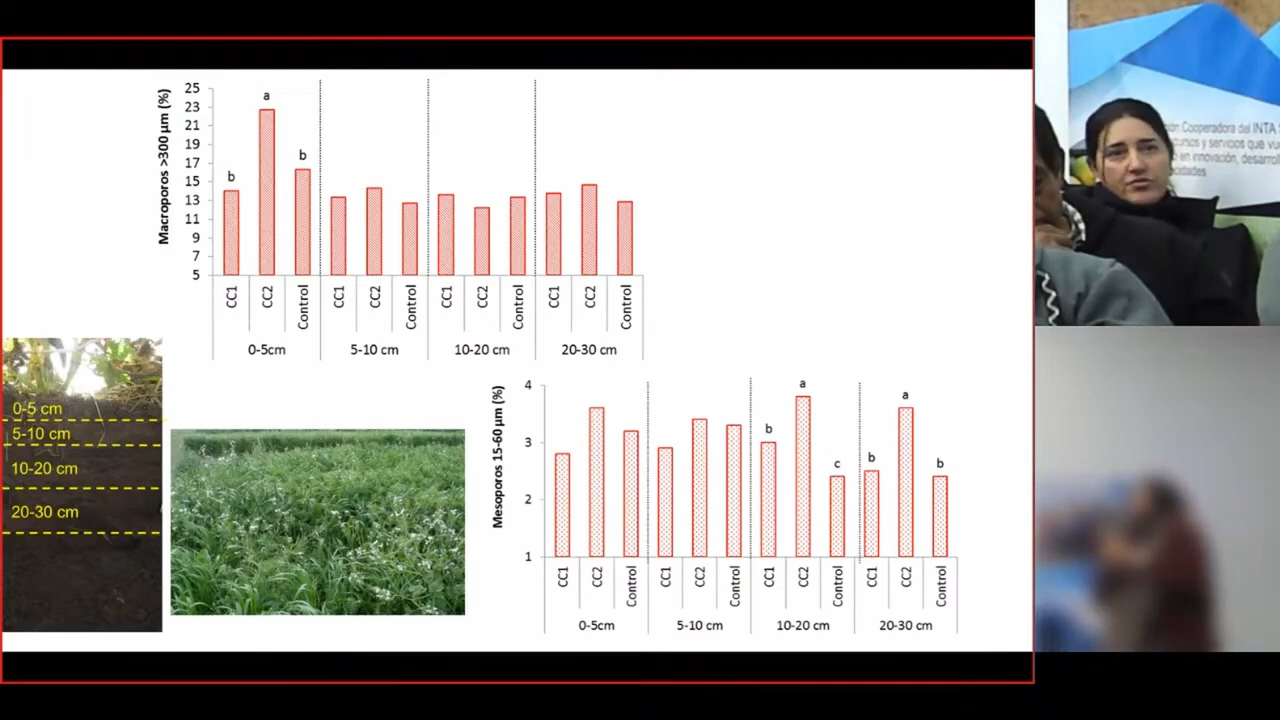 Macroporos >300 µm (%)
25
23
21
19
17
15
13
11
9
7
5
b
a
b
CC1
CC2
Control
CC1
CC2
Control
CC1
CC2
Control
CC1
CC2
Control
0-5cm
5-10 cm
10-20 cm
20-30 cm
0-5 cm
5-10 cm
10-20 cm
20-30 cm
Mesoporos 15-60 µm (%)
4
3
2
1
b
a
c
b
a
b
CC1
CC2
Control
CC1
CC2
Control
CC1
CC2
Control
CC1
CC2
Control
0-5cm
5-10 cm
10-20 cm
20-30 cm
Cooperadora del INTA
y servicios que
en innovación,